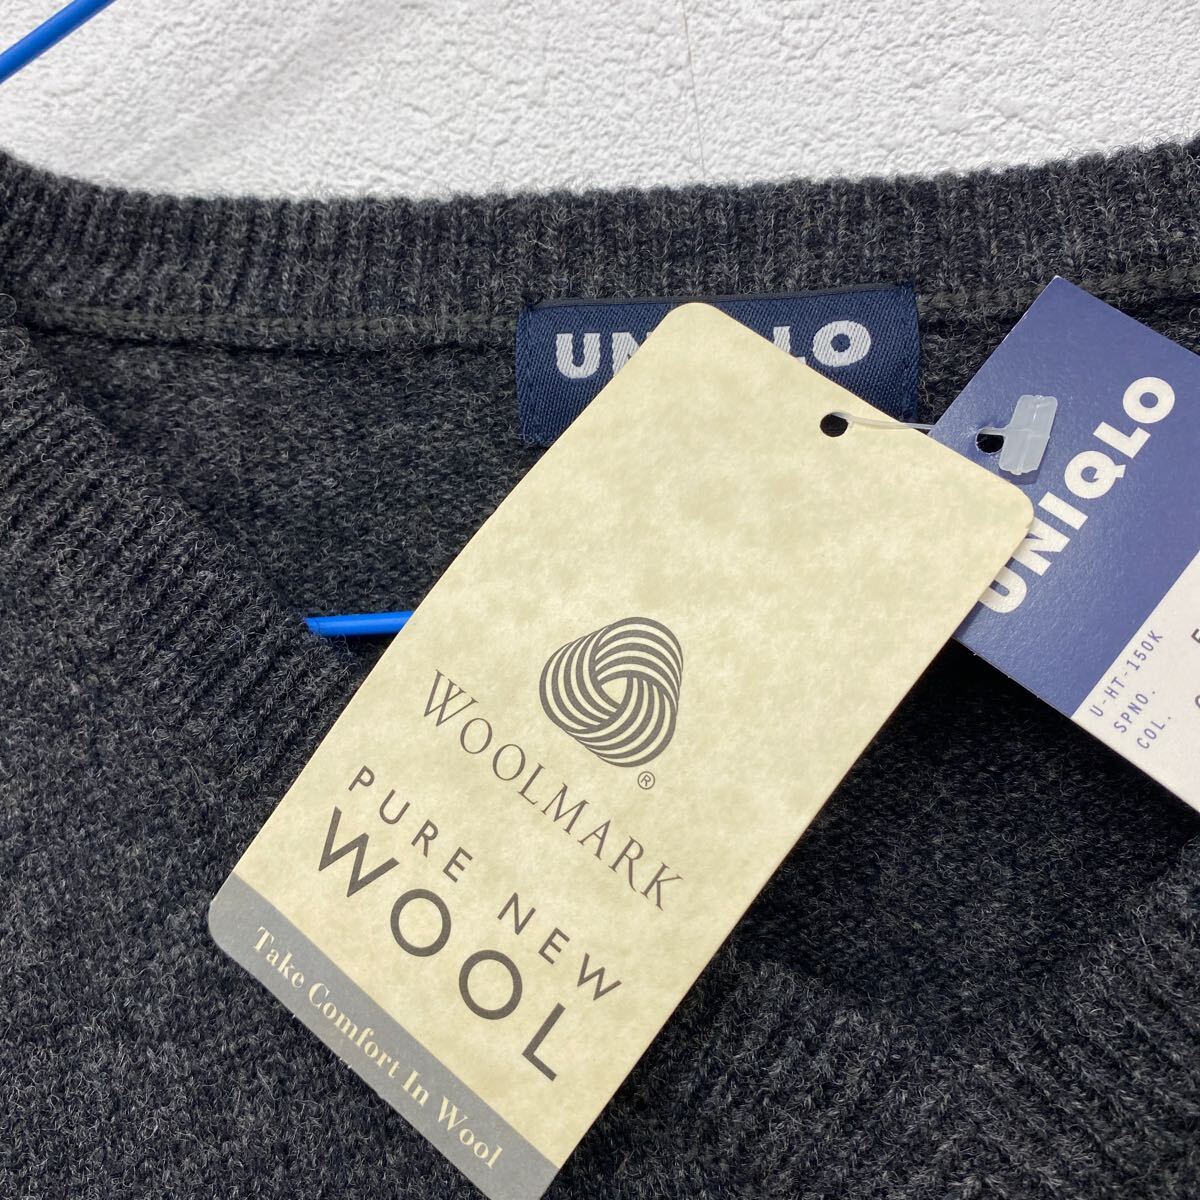 UNIQLO
UNIQLO
U-HT-150K
SPNO.
COL.
WOOLMARK
®
PURE NEW
WOOL
Take Comfort In Wool